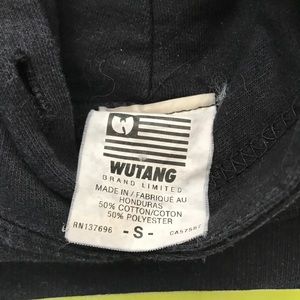 WUTANG
BRAND LIMITED
MADE IN / FABRIQUÉ AU
HONDURAS
50% COTTON/COTON
50% POLYESTER
RN137696 - S -